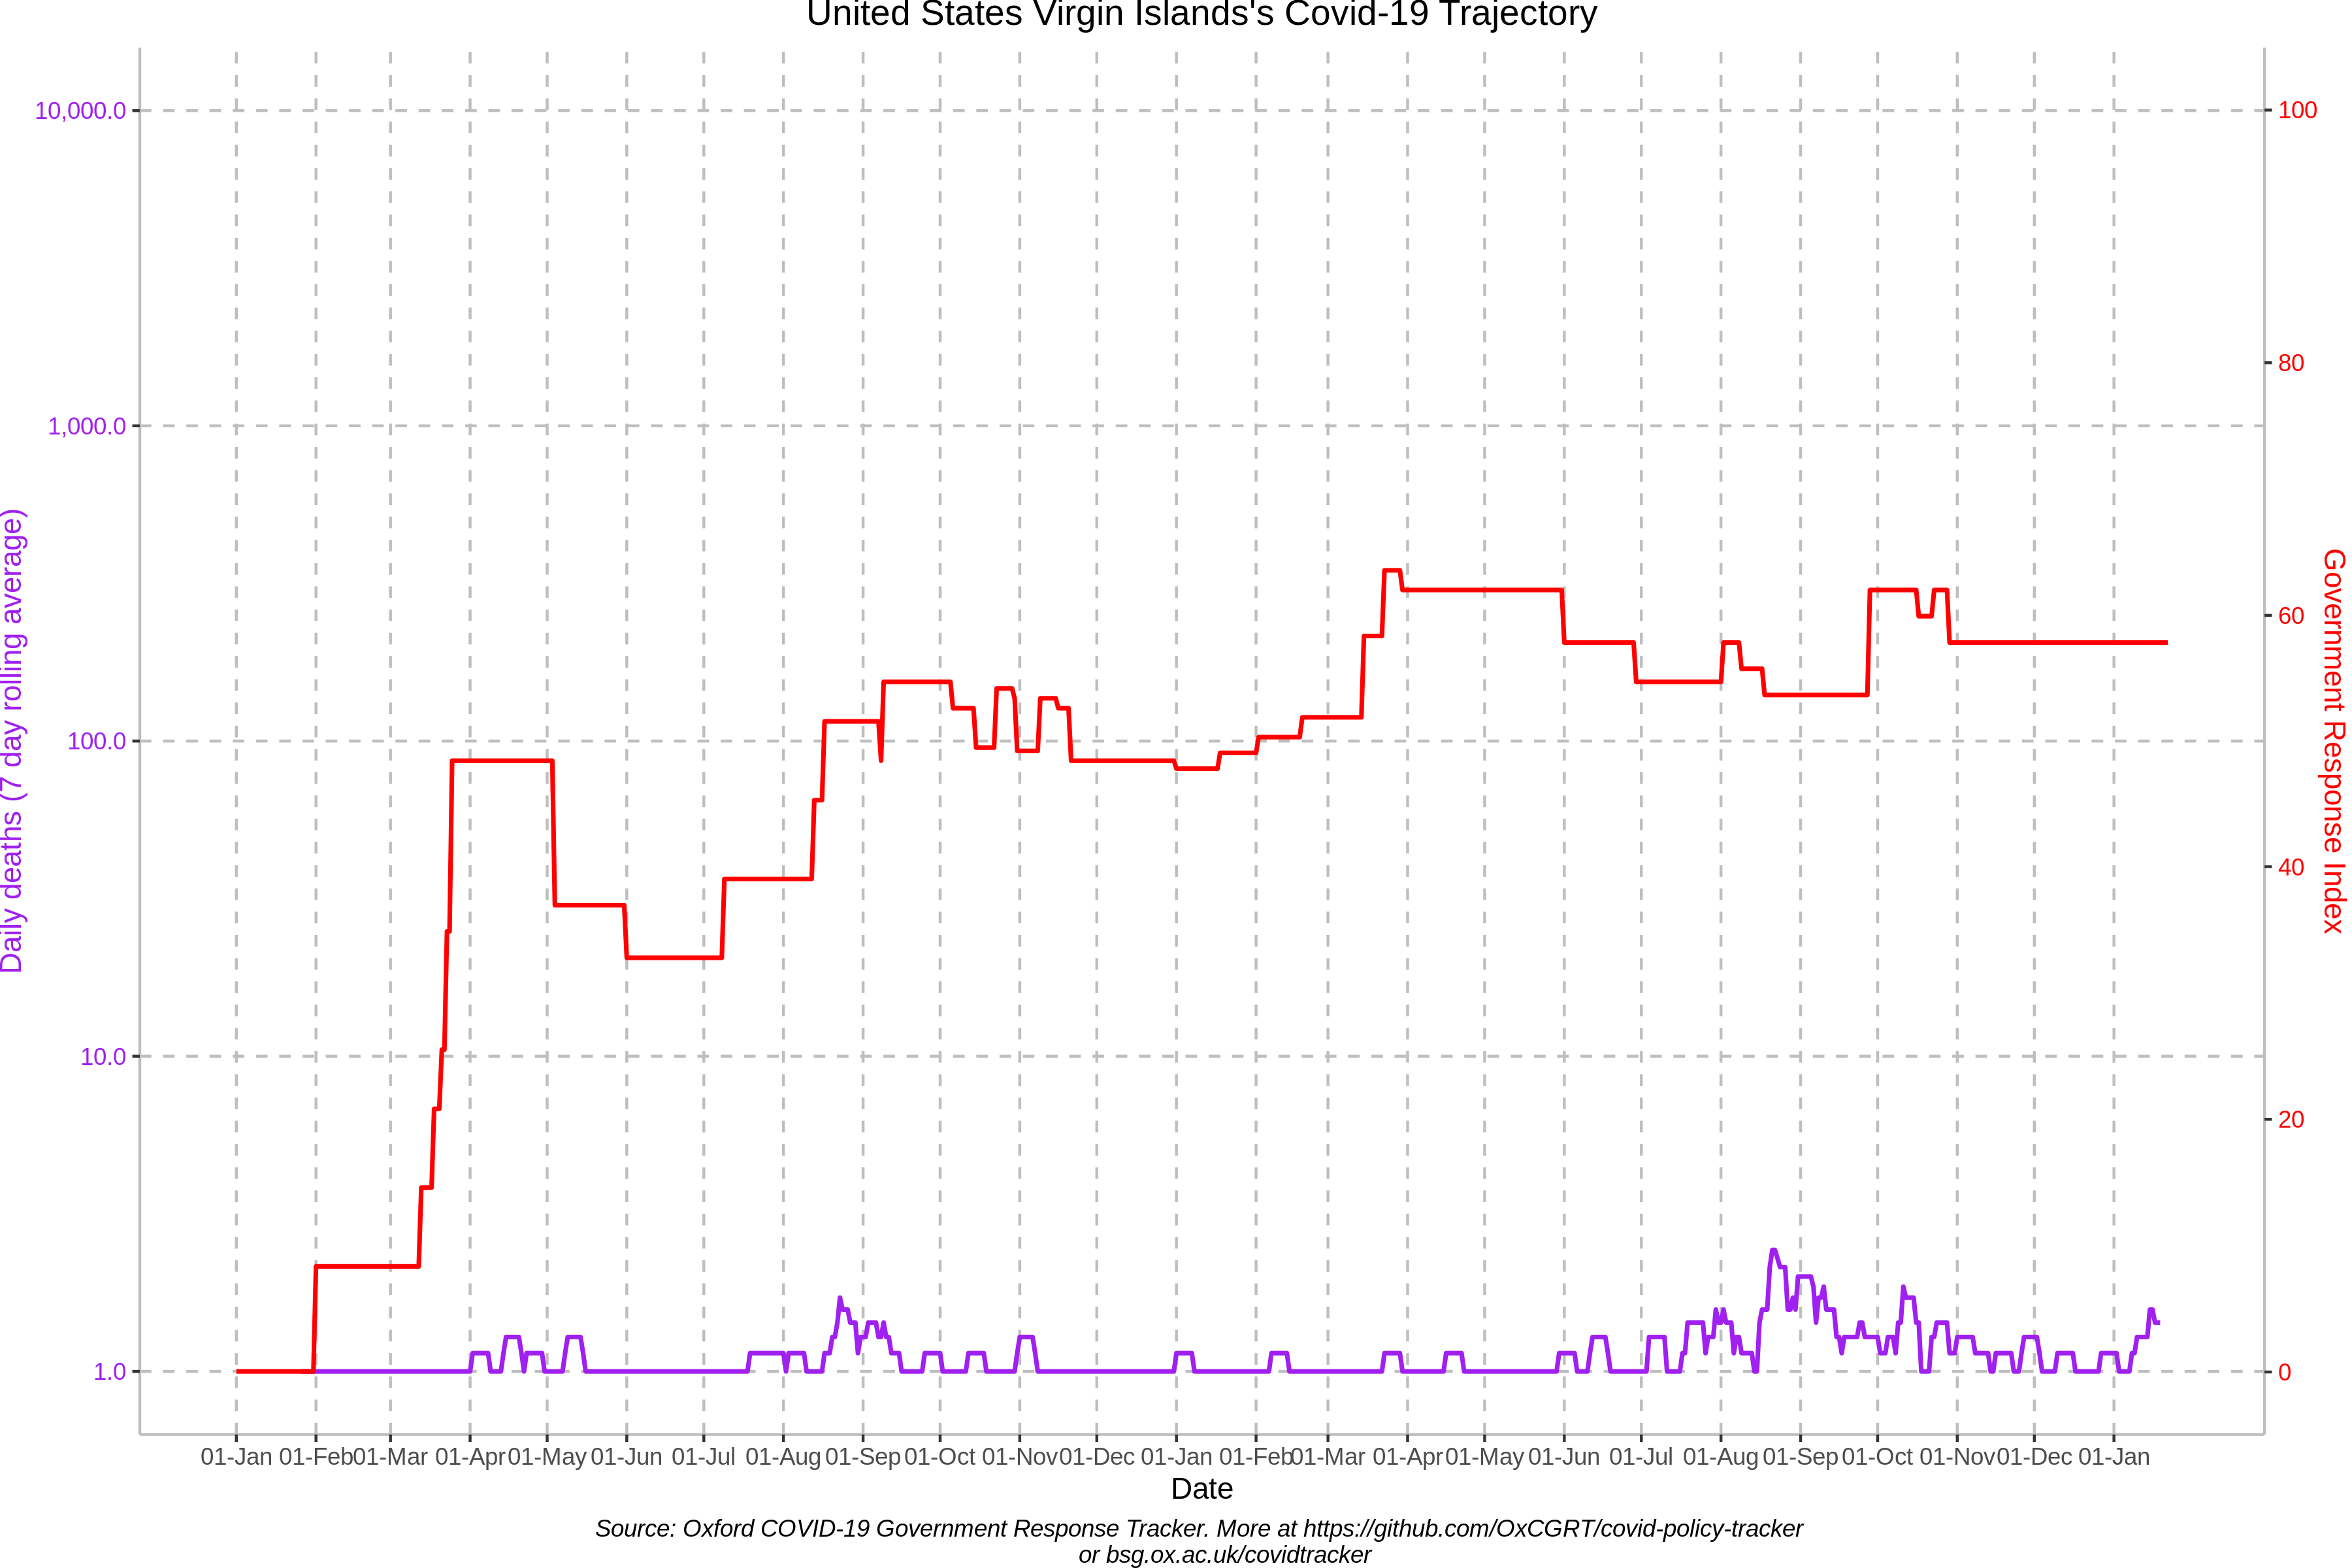 United States Virgin Islands's Covid-19 Trajectory
10,000.0
1,000.0
100.0
10.0
1.0
Daily deaths (7 day rolling average)
100
80
60
40
20
0
Government Response Index
01-Jan 01-Feb 01-Mar 01-Apr 01-May 01-Jun 01-Jul 01-Aug 01-Sep 01-Oct 01-Nov 01-Dec 01-Jan 01-Feb 01-Mar 01-Apr 01-May 01-Jun 01-Jul 01-Aug 01-Sep 01-Oct 01-Nov 01-Dec 01-Jan
Date
Source: Oxford COVID-19 Government Response Tracker. More at https://github.com/OxCGRT/covid-policy-tracker
or bsg.ox.ac.uk/covidtracker